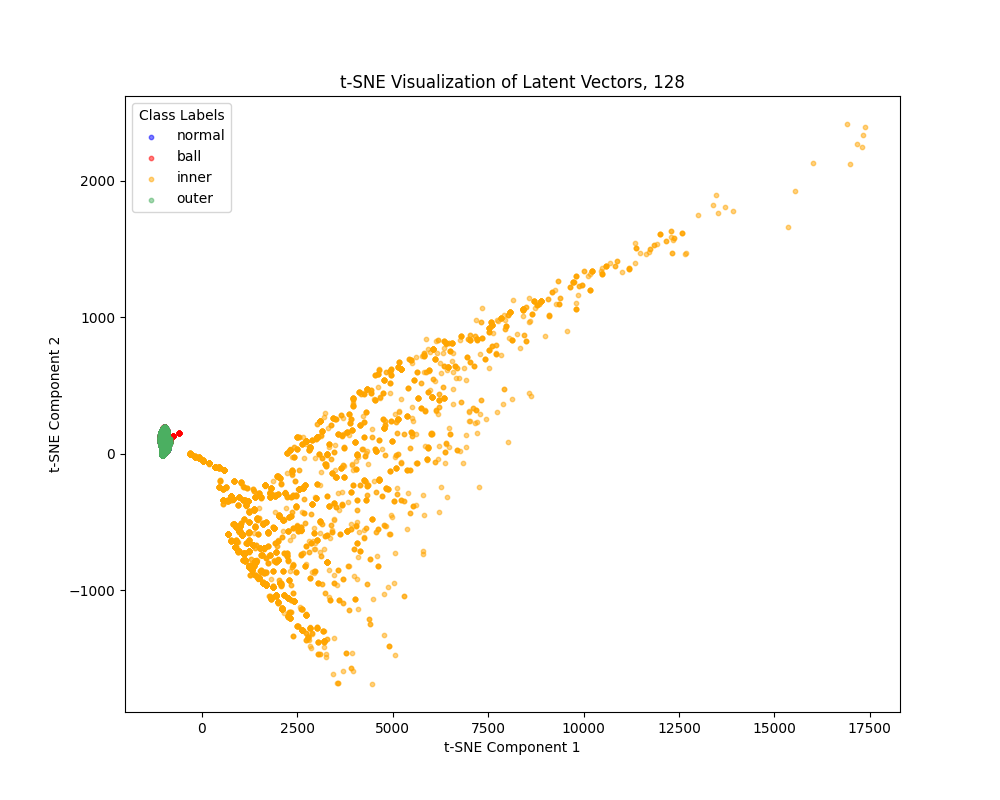 t-SNE Visualization of Latent Vectors, 128
Class Labels
normal
ball
inner
outer
2000
1000
0
−1000
t-SNE Component 2
0
2500
5000
7500
10000
12500
15000
17500
t-SNE Component 1